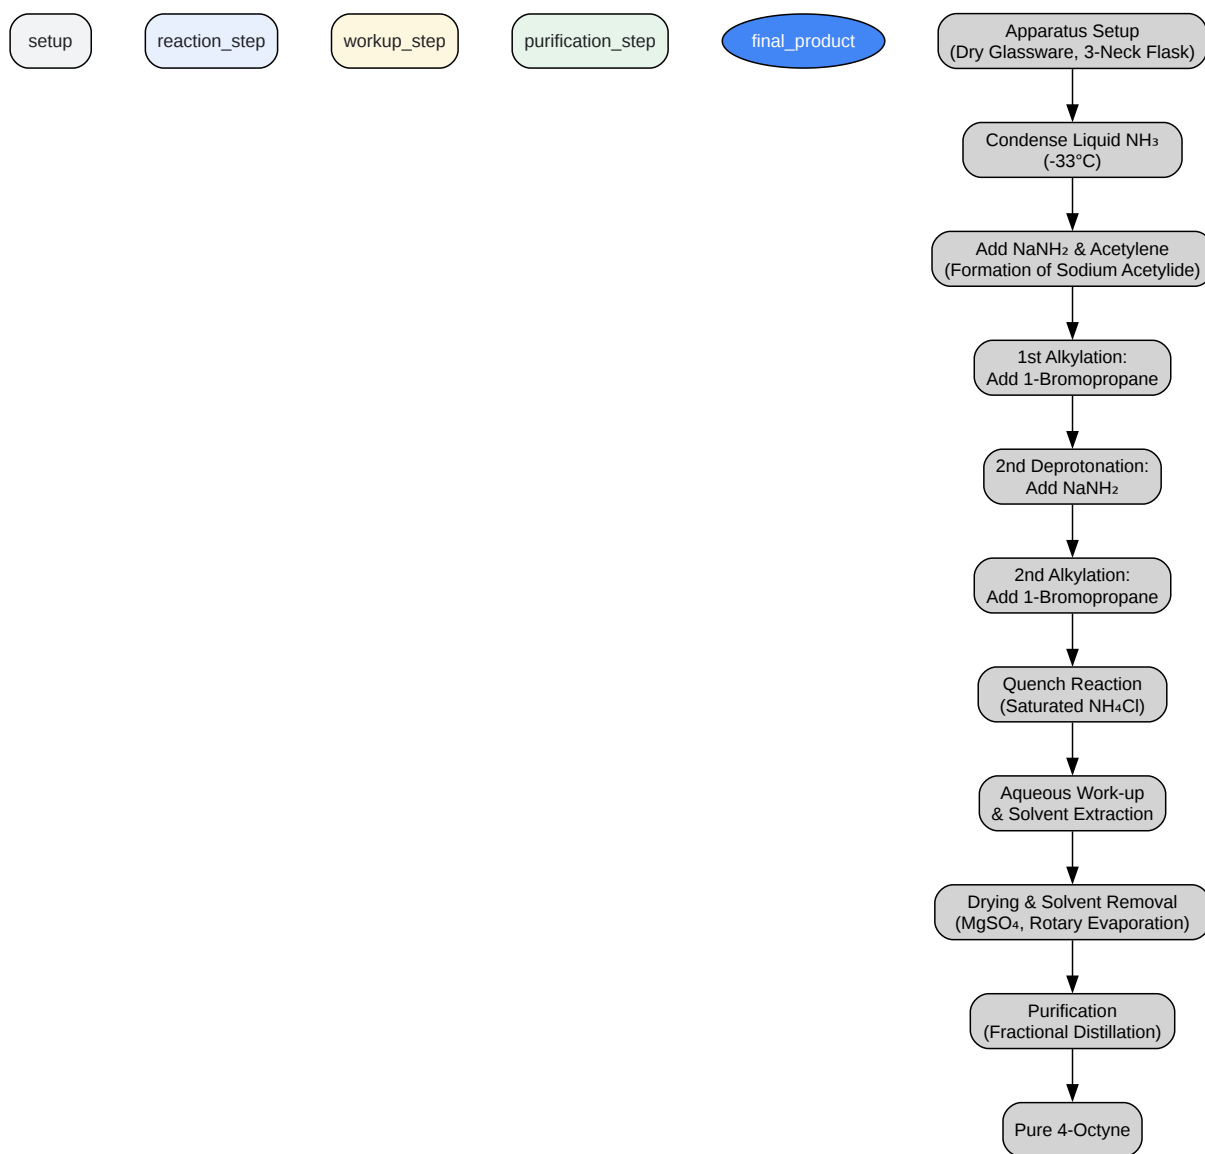 setup
reaction_step
workup_step
purification_step
final_product
Apparatus Setup
(Dry Glassware, 3-Neck Flask)
Condense Liquid NH₃
(-33°C)
Add NaNH₂ & Acetylene
(Formation of Sodium Acetylide)
1st Alkylation:
Add 1-Bromopropane
2nd Deprotonation:
Add NaNH₂
2nd Alkylation:
Add 1-Bromopropane
Quench Reaction
(Saturated NH₄Cl)
Aqueous Work-up
& Solvent Extraction
Drying & Solvent Removal
(MgSO₄, Rotary Evaporation)
Purification
(Fractional Distillation)
Pure 4-Octyne